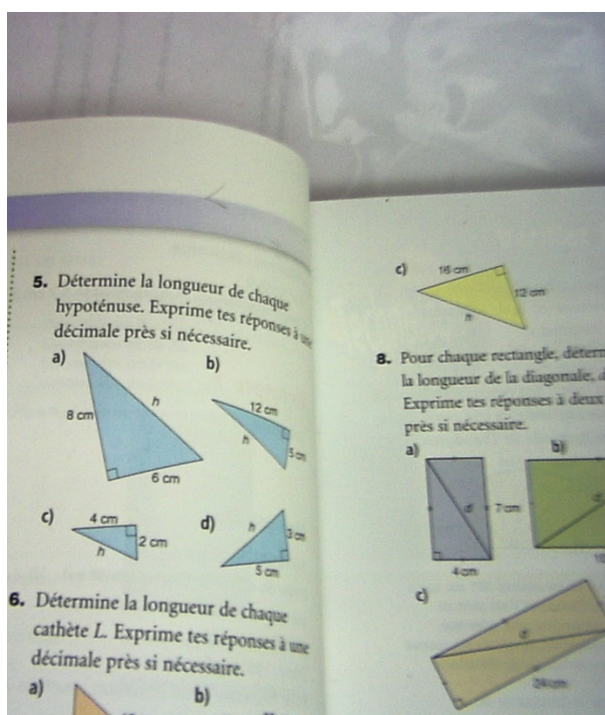 5. Détermine la longueur de chaque
hypoténuse. Exprime tes réponses à une
décimale près si nécessaire.
a)
8 cm
h
6 cm
b)
12 cm
h
5 cm
c)
4 cm
2 cm
h
d)
h
3 cm
5 cm
6. Détermine la longueur de chaque
cathète L. Exprime tes réponses à une
décimale près si nécessaire.
a)
b)
c)
16 cm
12 cm
h
8. Pour chaque rectangle, déterm
la longueur de la diagonale, d
Exprime tes réponses à deux
près si nécessaire.
a)
d
7 cm
4 cm
b)
d
c)
d
24 cm